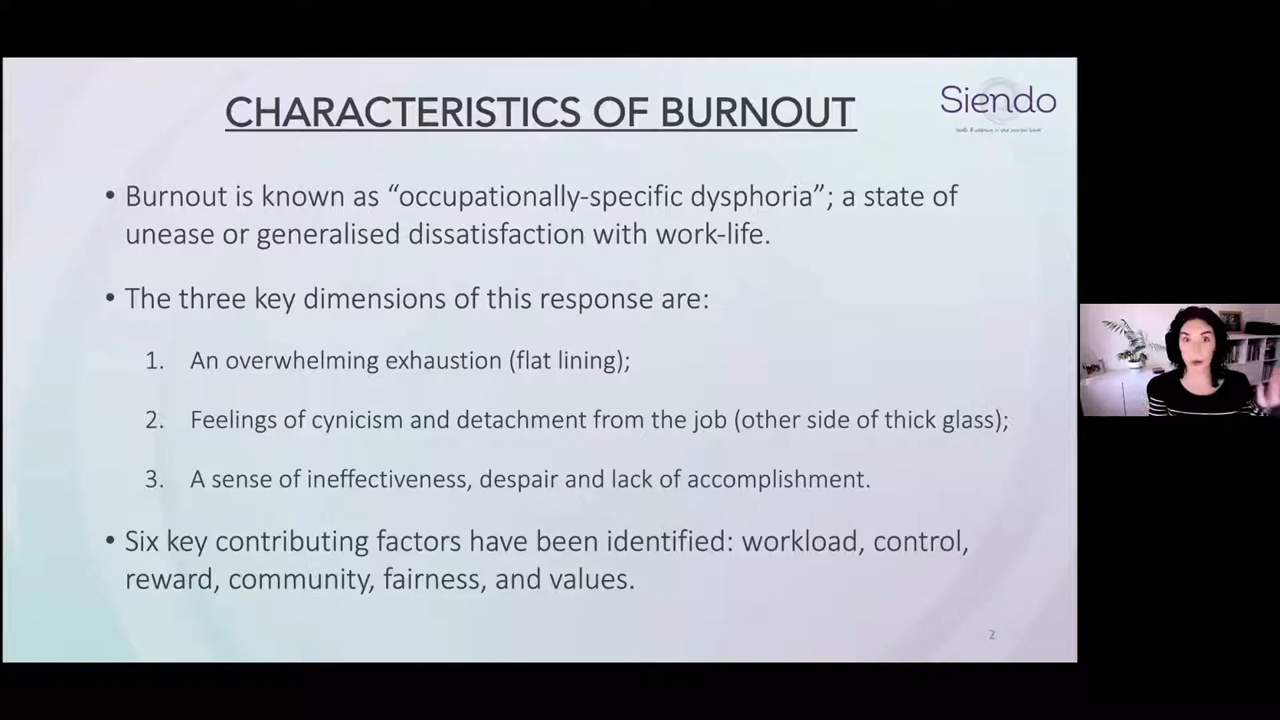 CHARACTERISTICS OF BURNOUT
Siendo
• Burnout is known as “occupationally-specific dysphoria”; a state of
unease or generalised dissatisfaction with work-life.
• The three key dimensions of this response are:
1. An overwhelming exhaustion (flat lining);
2. Feelings of cynicism and detachment from the job (other side of thick glass);
3. A sense of ineffectiveness, despair and lack of accomplishment.
• Six key contributing factors have been identified: workload, control,
reward, community, fairness, and values.
2